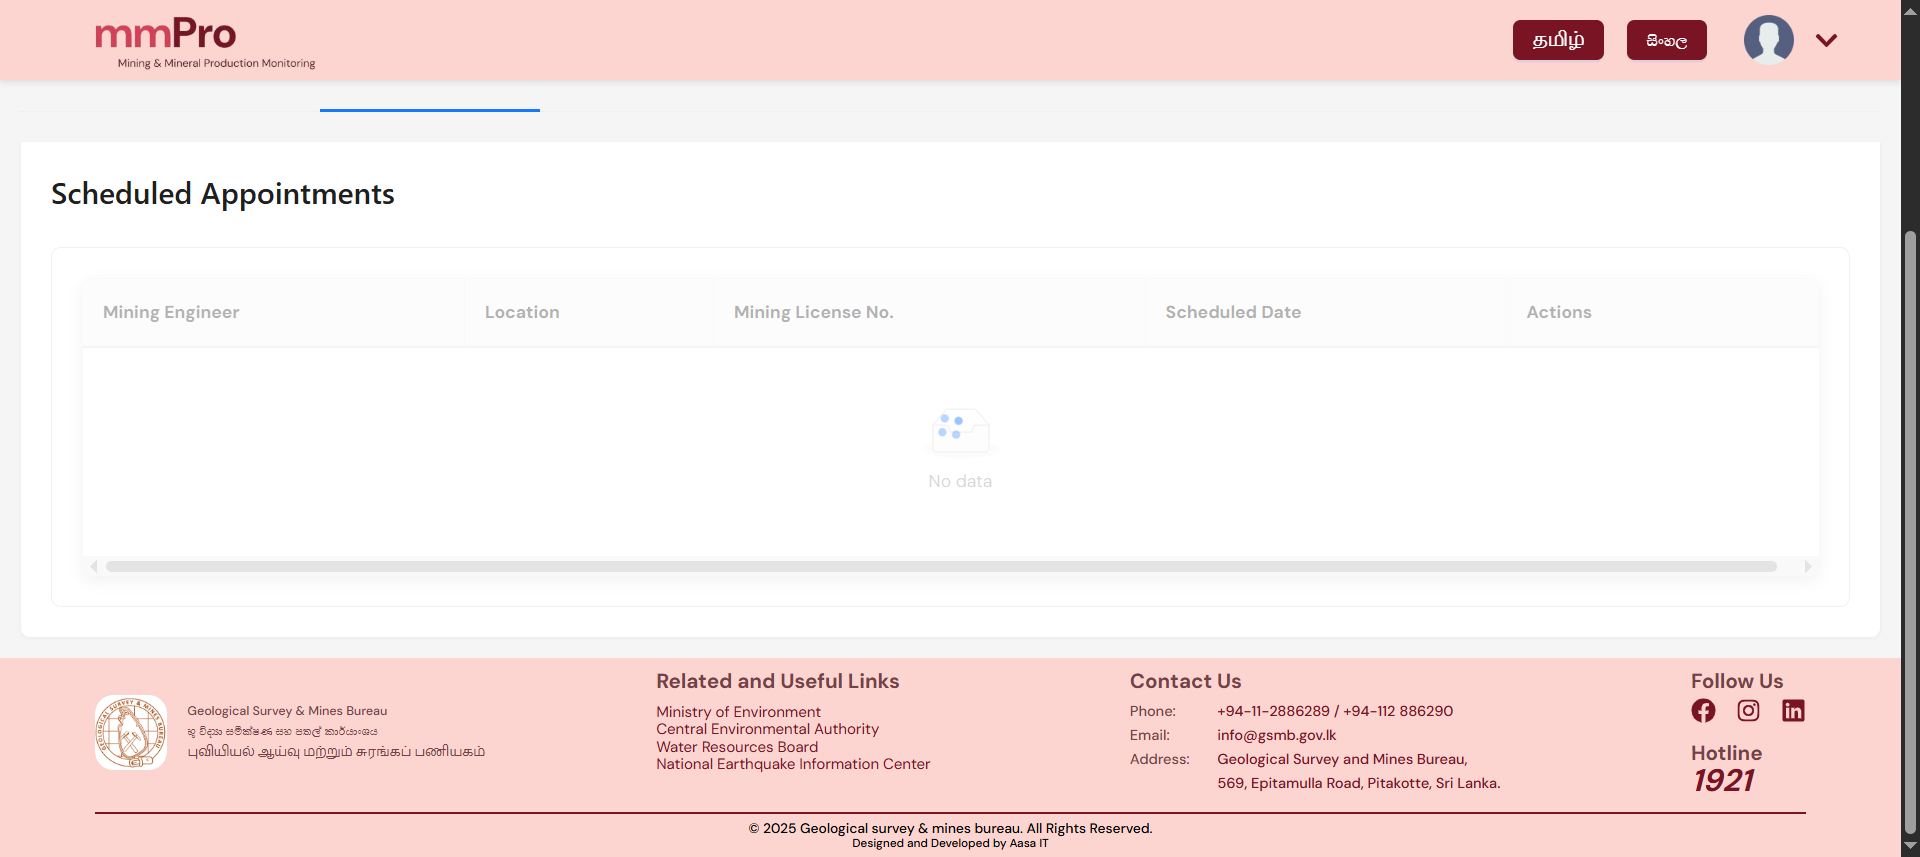 mmPro
Mining & Mineral Production Monitoring
தமிழ்
සිංහල
Scheduled Appointments
Mining Engineer
Location
Mining License No.
Scheduled Date
Actions
No data
GEOLOGICAL SURVEY & MINES BUREAU
Geological Survey & Mines Bureau
භූ විද්‍යා සමීක්ෂණ සහ පතල් කාර්යාංශය
புவியியல் ஆய்வு மற்றும் சுரங்கப் பணியகம்
Related and Useful Links
Ministry of Environment
Central Environmental Authority
Water Resources Board
National Earthquake Information Center
Contact Us
Phone: +94-11-2886289 / +94-112 886290
Email: info@gsmb.gov.lk
Address: Geological Survey and Mines Bureau,
569, Epitamulla Road, Pitakotte, Sri Lanka.
Follow Us
Hotline
1921
© 2025 Geological survey & mines bureau. All Rights Reserved.
Designed and Developed by Aasa IT